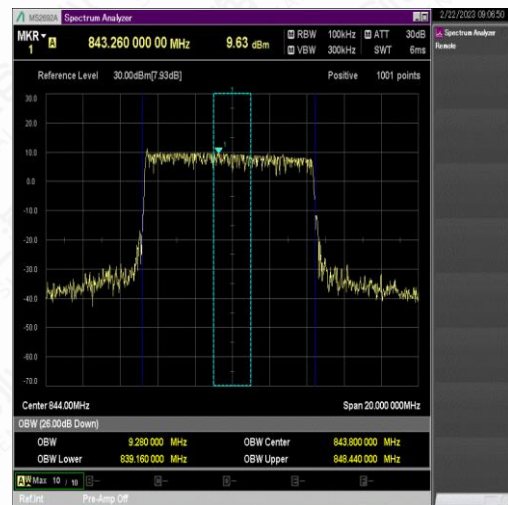 MS2692A Spectrum Analyzer
2/22/2023 09:06:50
MKR 1 A 843.260 000 00 MHz 9.63 dBm
RBW 100kHz ATT 30dB
VBW 300kHz SWT 6ms
Spectrum Analyzer
Remote
Reference Level 30.00dBm[7.93dB] Positive 1001 points
30.0
20.0
0.0
-10.0
-20.0
-30.0
-40.0
-50.0
-60.0
-70.0
1
Center 844.00MHz Span 20.000 000MHz
OBW (26.00dB Down)
OBW 9.280 000 MHz OBW Center 843.800 000 MHz
OBW Lower 839.160 000 MHz OBW Upper 848.440 000 MHz
A Max 10 / 10
Ref.Int Pre-Amp Off